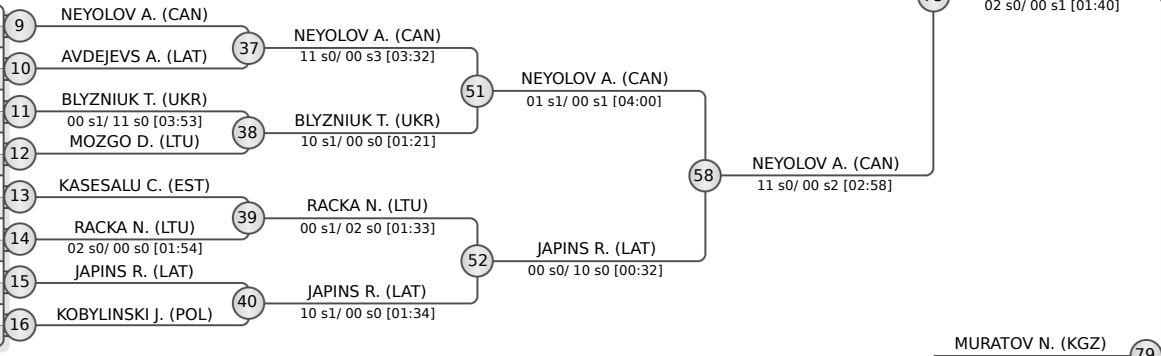 02 s0/ 00 s1 [01:40]
9
NEYOLOV A. (CAN)
10
AVDEJEVS A. (LAT)
37
NEYOLOV A. (CAN)
11 s0/ 00 s3 [03:32]
11
BLYZNIUK T. (UKR)
00 s1/ 11 s0 [03:53]
12
MOZGO D. (LTU)
38
BLYZNIUK T. (UKR)
10 s1/ 00 s0 [01:21]
51
NEYOLOV A. (CAN)
01 s1/ 00 s1 [04:00]
13
KASESALU C. (EST)
14
RACKA N. (LTU)
02 s0/ 00 s0 [01:54]
39
RACKA N. (LTU)
00 s1/ 02 s0 [01:33]
15
JAPINS R. (LAT)
16
KOBYLINSKI J. (POL)
40
JAPINS R. (LAT)
10 s1/ 00 s0 [01:34]
52
JAPINS R. (LAT)
00 s0/ 10 s0 [00:32]
58
NEYOLOV A. (CAN)
11 s0/ 00 s2 [02:58]
MURATOV N. (KGZ)
79